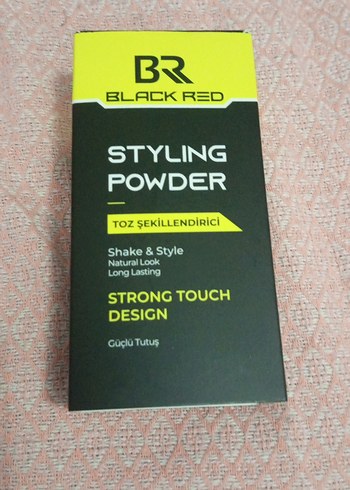 BR
BLACK RED
STYLING
POWDER
TOZ ŞEKİLLENDİRİCİ
Shake & Style
Natural Look
Long Lasting
STRONG TOUCH
DESIGN
Güçlü Tutuş